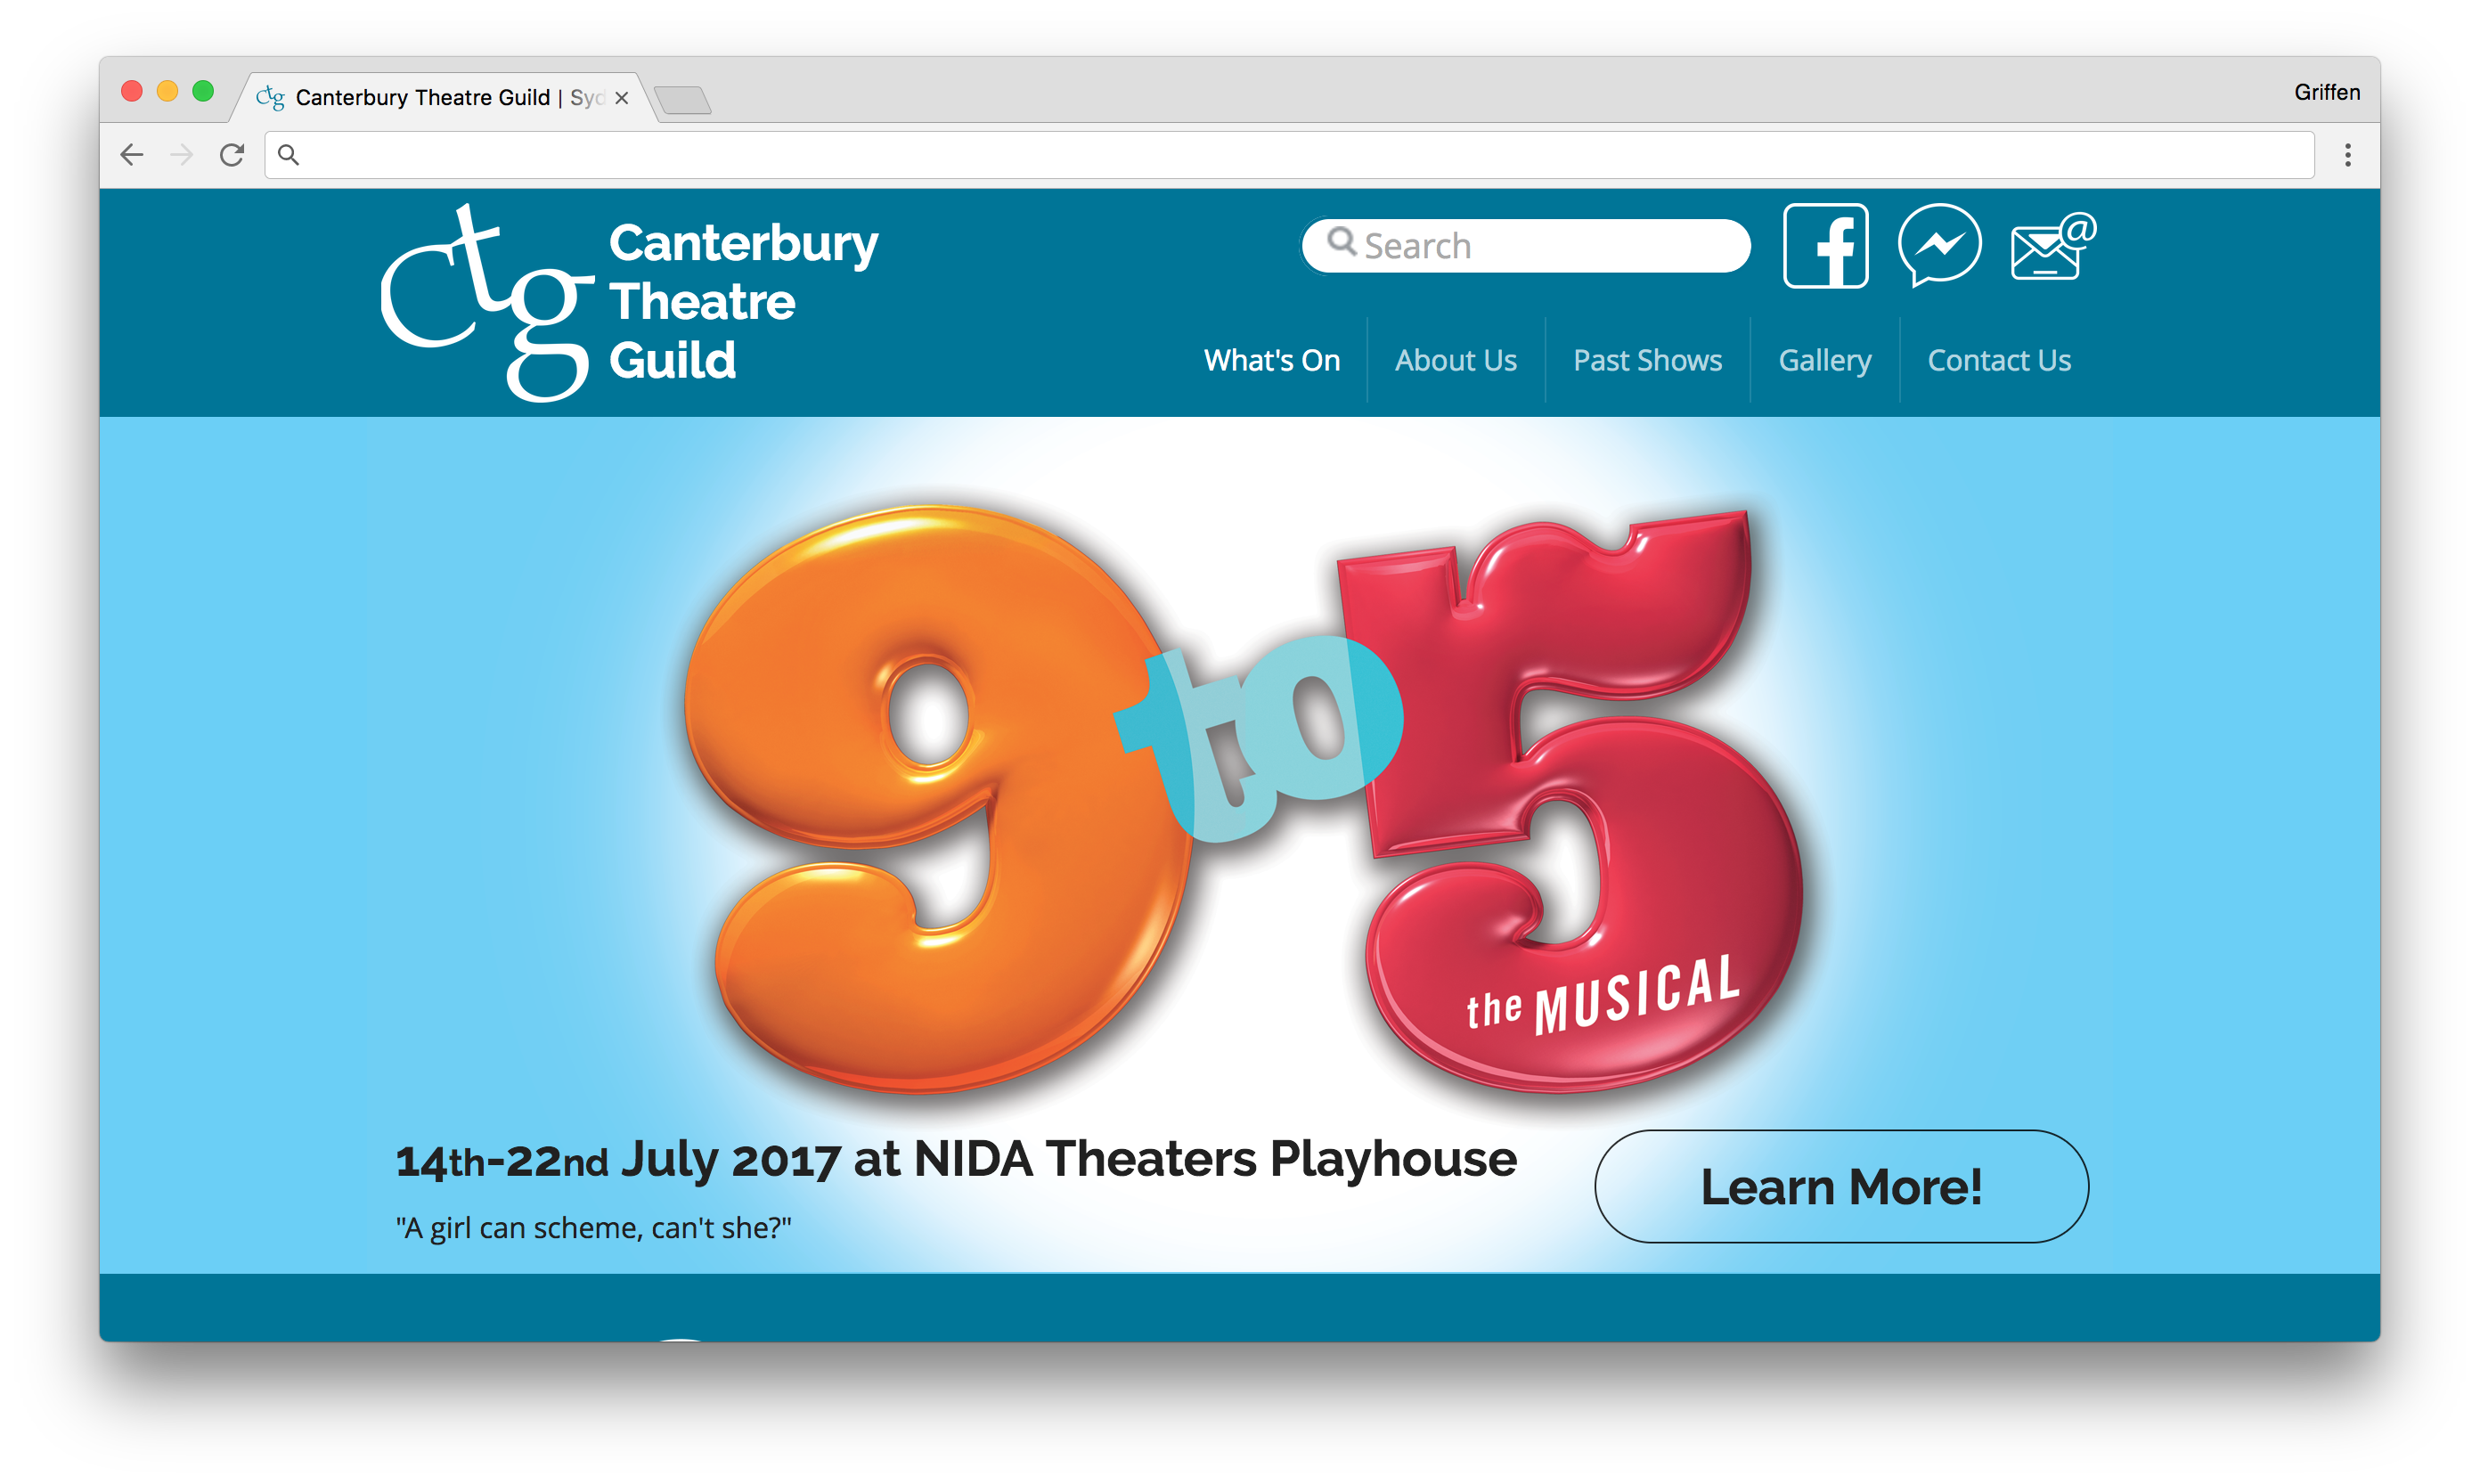 Canterbury Theatre Guild | Syd
Griffen
ctg
Canterbury
Theatre
Guild
Search
@
What's On
About Us
Past Shows
Gallery
Contact Us
9 to 5
the MUSICAL
14th-22nd July 2017 at NIDA Theaters Playhouse
"A girl can scheme, can't she?"
Learn More!